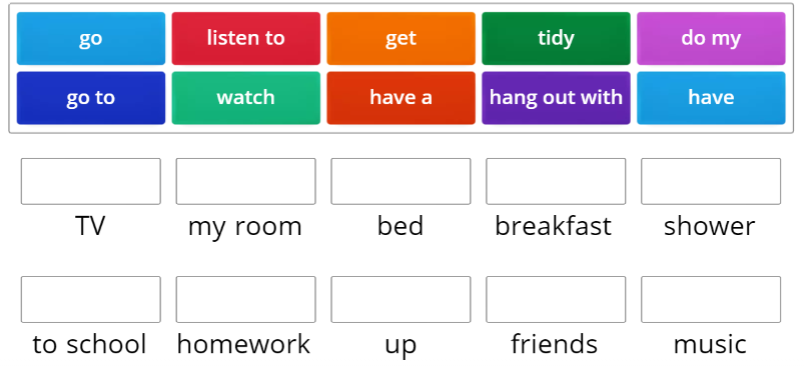 go listen to get tidy do my
go to watch have a hang out with have
TV my room bed breakfast shower
to school homework up friends music